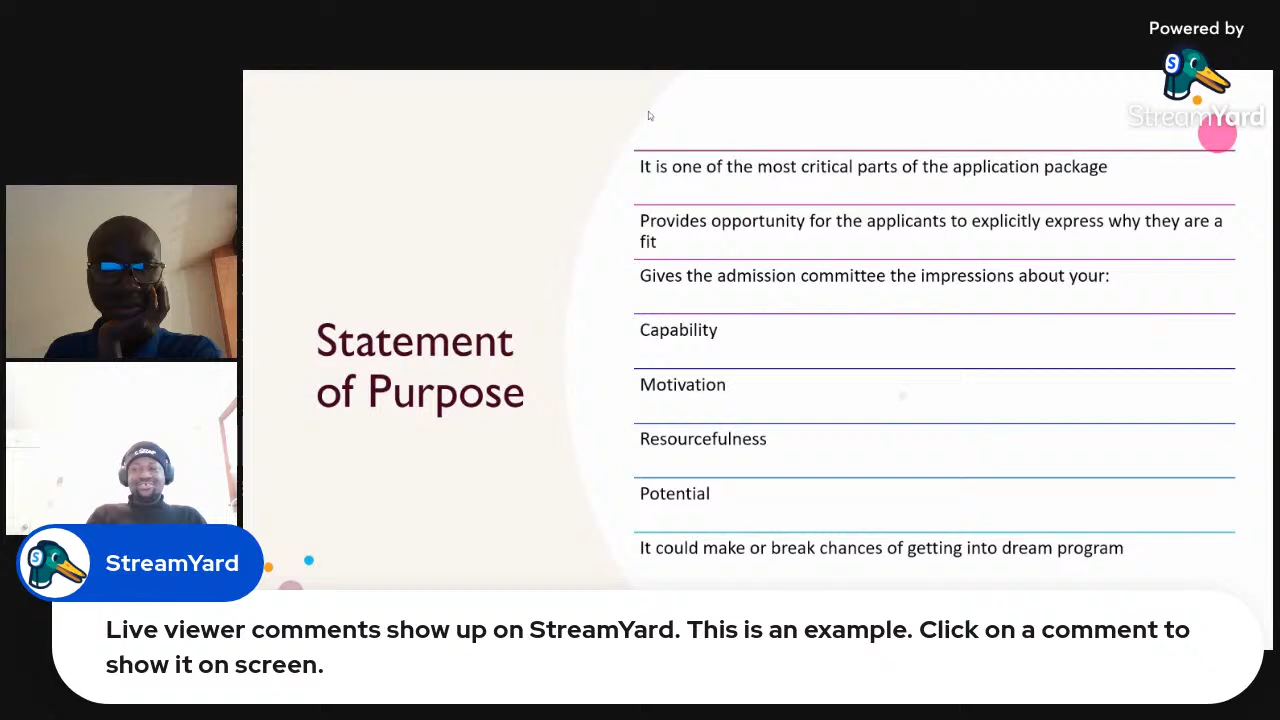 Powered by
StreamYard
It is one of the most critical parts of the application package
Provides opportunity for the applicants to explicitly express why they are a
fit
Gives the admission committee the impressions about your:
Capability
Motivation
Resourcefulness
Potential
It could make or break chances of getting into dream program
Statement
of Purpose
StreamYard
Live viewer comments show up on StreamYard. This is an example. Click on a comment to
show it on screen.